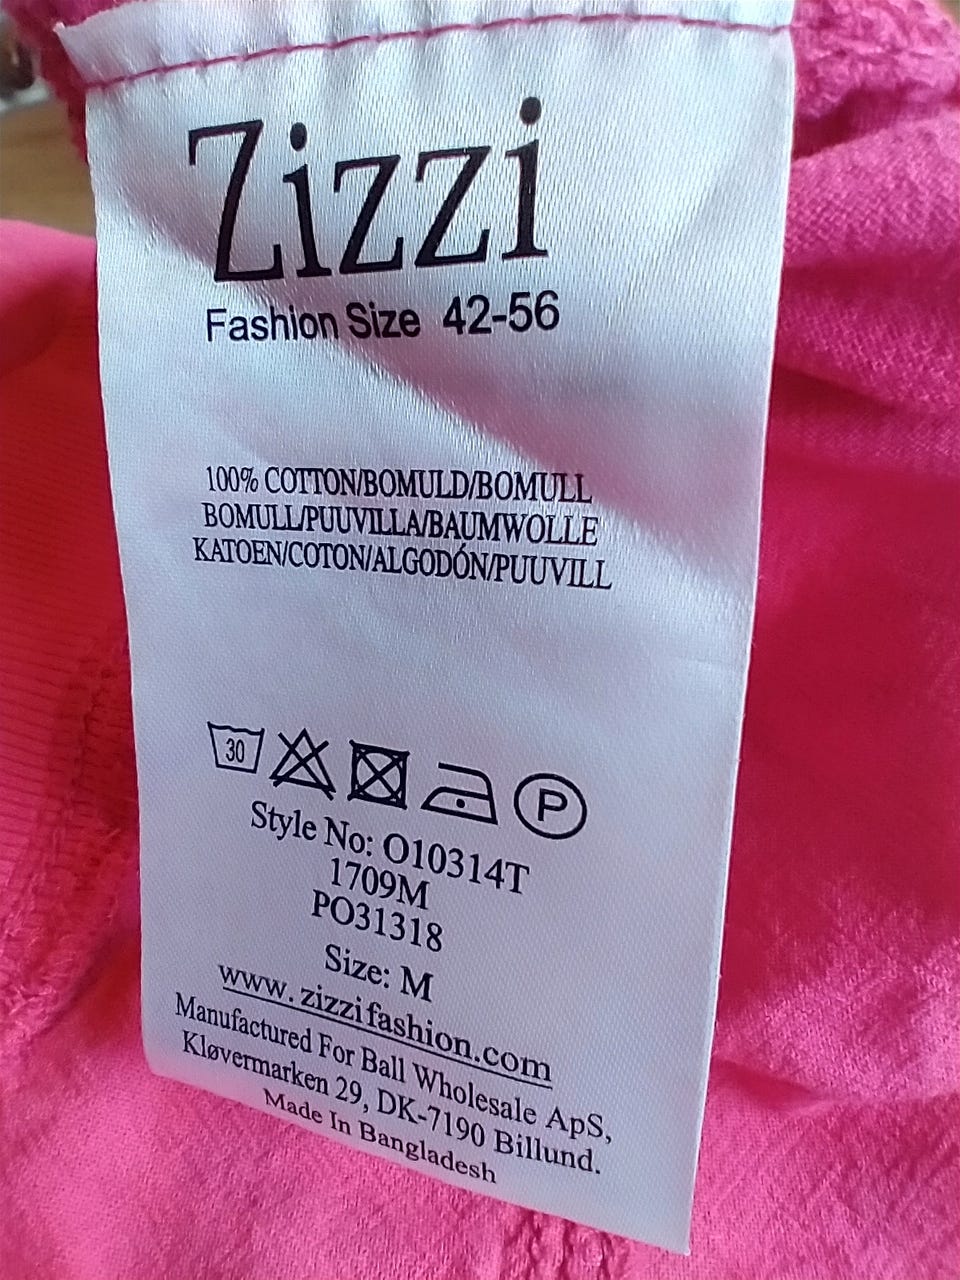 Zizzi
Fashion Size 42-56
100% COTTON/BOMULD/BOMULL
BOMULL/PUUVILLA/BAUMWOLLE
KATOEN/COTON/ALGODÓN/PUUVILL
30
P
Style No: O10314T
1709M
PO31318
Size: M
www.zizzifashion.com
Manufactured For Ball Wholesale ApS,
Kløvermarken 29, DK-7190 Billund.
Made In Bangladesh